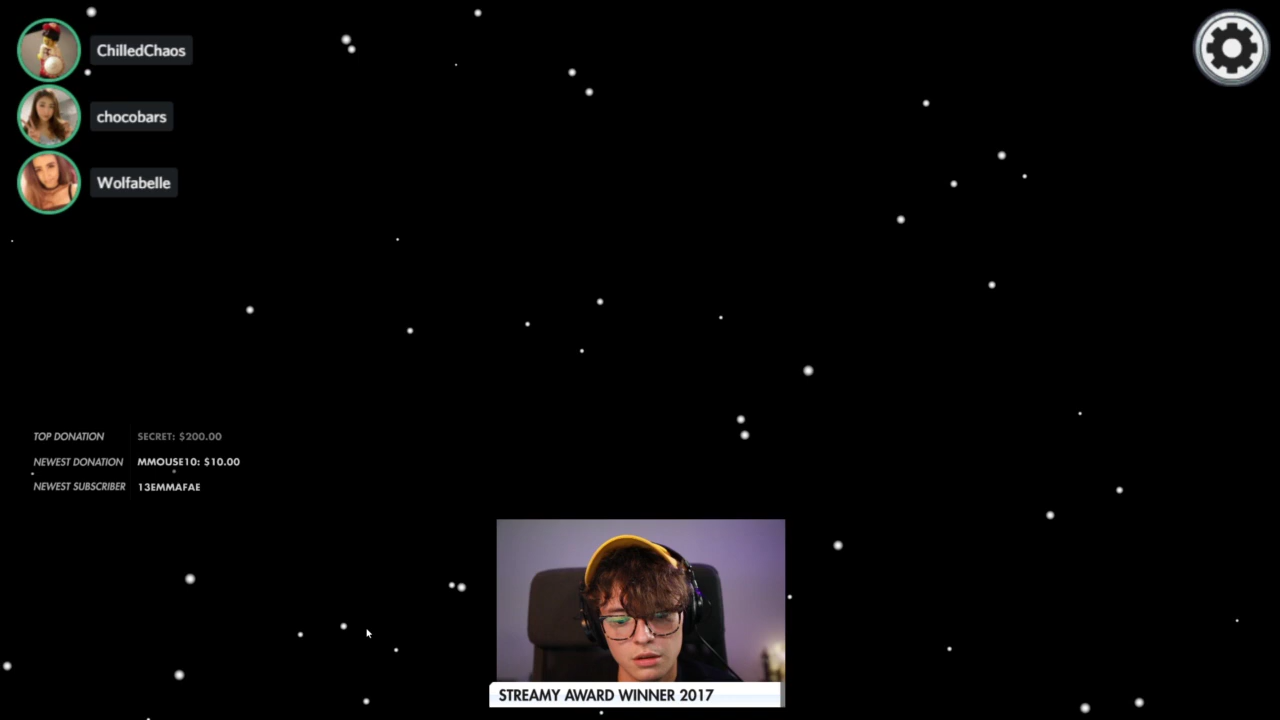 ChilledChaos
chocobars
Wolfabelle
TOP DONATION SECRET: $200.00
NEWEST DONATION MMOUSE10: $10.00
NEWEST SUBSCRIBER 13EMMAFAE
STREAMY AWARD WINNER 2017